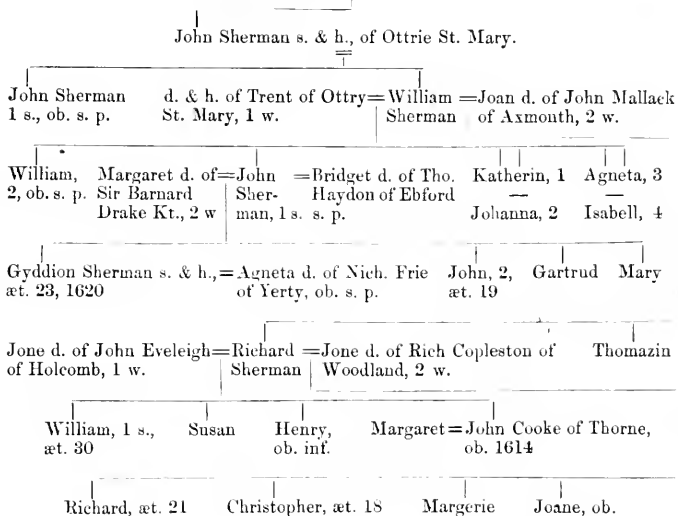 John Sherman s. & h., of Ottrie St. Mary.
John Sherman d. & h. of Trent of Ottry=William =Joan d. of John Mallack
1 s., ob. s. p. St. Mary, 1 w. Sherman of Axmouth, 2 w.
William, Margaret d. of=John =Bridget d. of Tho. Katherin, 1 Agneta, 3
2, ob. s. p. Sir Barnard Sher- Haydon of Ebford — —
Drake Kt., 2 w man, 1 s. s. p. Johanna, 2 Isabell, 4
Gyddion Sherman s. & h.,=Agneta d. of Nich. Frie John, 2, Gartrud Mary
æt. 23, 1620 of Yerty, ob. s. p. æt. 19
Jone d. of John Eveleigh=Richard =Jone d. of Rich Copleston of Thomazin
of Holcomb, 1 w. Sherman Woodland, 2 w.
William, 1 s., Susan Henry, Margaret=John Cooke of Thorne,
æt. 30 ob. inf. ob. 1614
Richard, æt. 21 Christopher, æt. 18 Margerie Joane, ob.